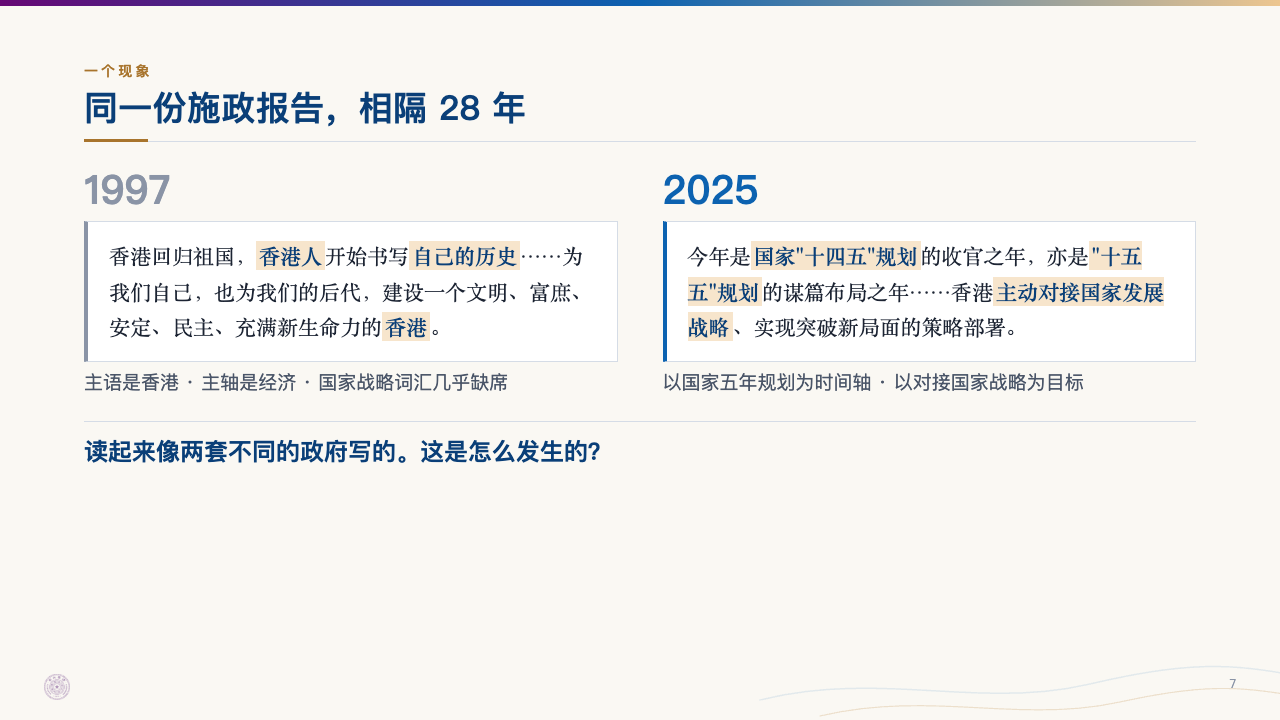 一个现象
同一份施政报告，相隔 28 年
1997
香港回归祖国，香港人开始书写自己的历史……为
我们自己，也为我们的后代，建设一个文明、富庶、
安定、民主、充满新生命力的香港。
主语是香港 · 主轴是经济 · 国家战略词汇几乎缺席
2025
今年是国家"十四五"规划的收官之年，亦是"十五
五"规划的谋篇布局之年……香港主动对接国家发展
战略、实现突破新局面的策略部署。
以国家五年规划为时间轴 · 以对接国家战略为目标
读起来像两套不同的政府写的。这是怎么发生的?
7